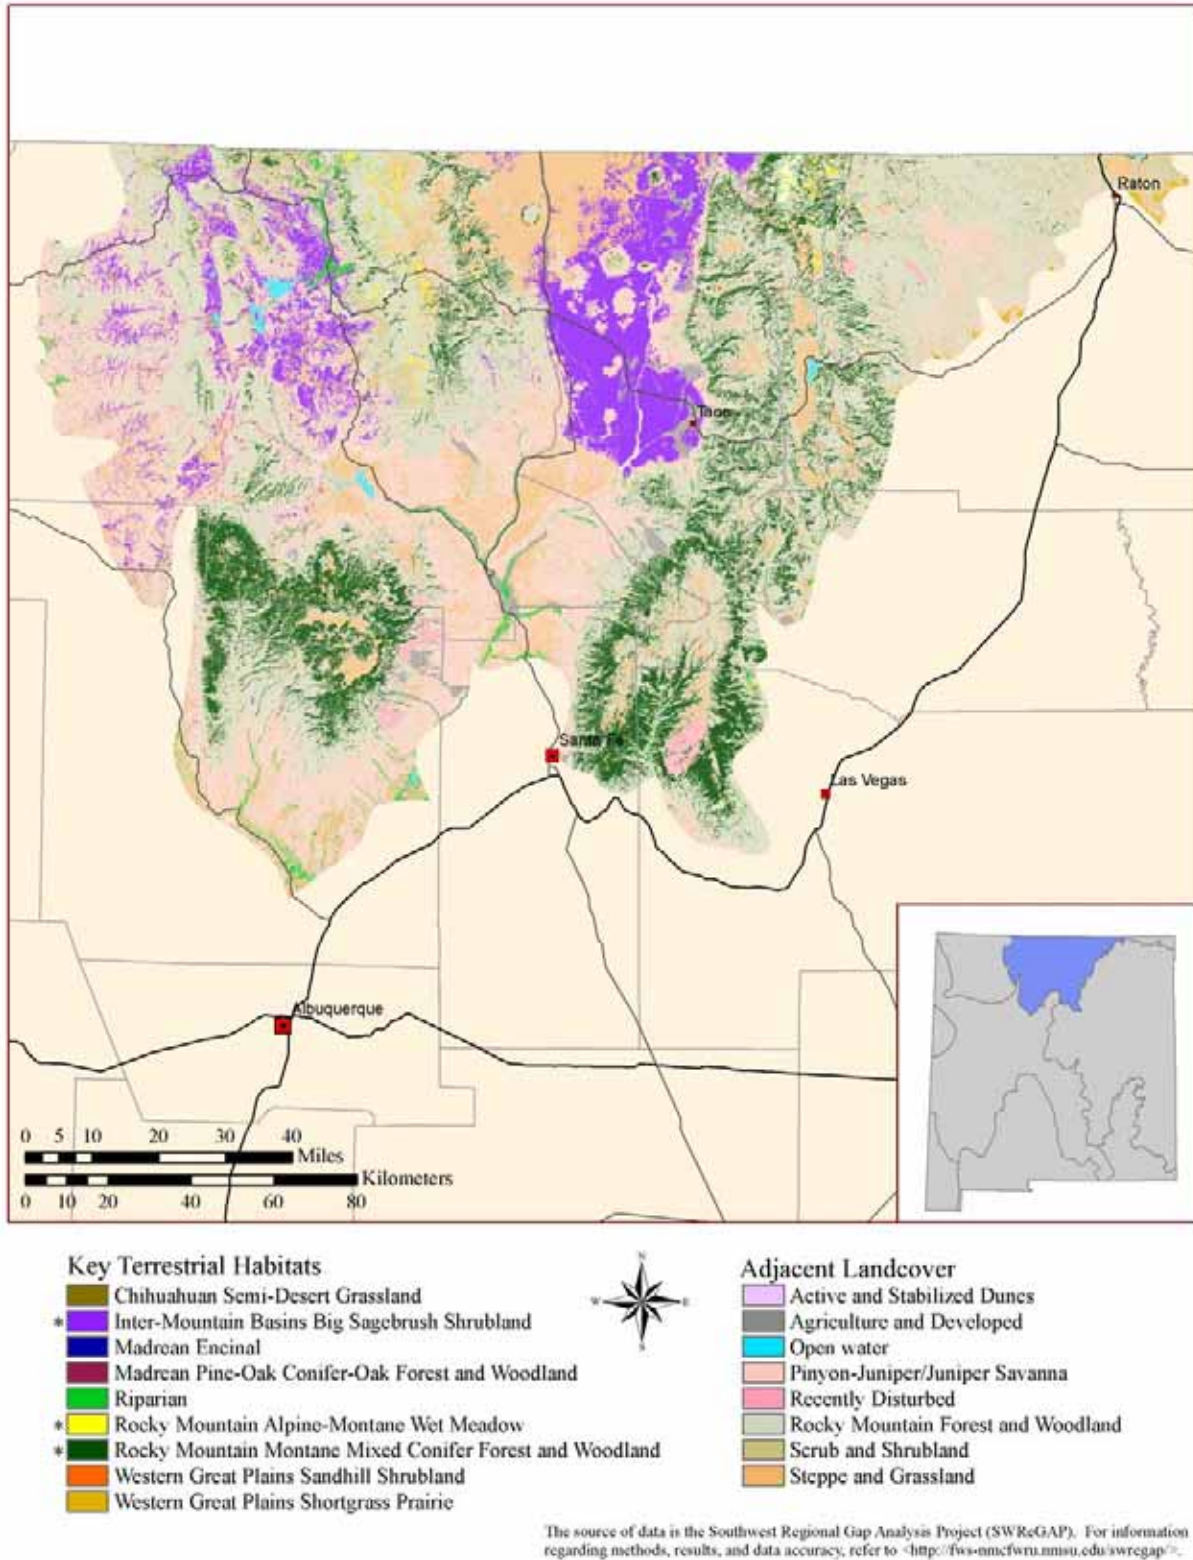 Raton
Taos
Santa Fe
Las Vegas
Albuquerque
0 5 10 20 30 40
Miles
Kilometers
0 10 20 40 60 80
Key Terrestrial Habitats
Chihuahuan Semi-Desert Grassland
* Inter-Mountain Basins Big Sagebrush Shrubland
Madrean Encinal
Madrean Pine-Oak Conifer-Oak Forest and Woodland
Riparian
* Rocky Mountain Alpine-Montane Wet Meadow
* Rocky Mountain Montane Mixed Conifer Forest and Woodland
Western Great Plains Sandhill Shrubland
Western Great Plains Shortgrass Prairie
N
W E
S
Adjacent Landcover
Active and Stabilized Dunes
Agriculture and Developed
Open water
Pinyon-Juniper/Juniper Savanna
Recently Disturbed
Rocky Mountain Forest and Woodland
Scrub and Shrubland
Steppe and Grassland
The source of data is the Southwest Regional Gap Analysis Project (SWReGAP). For information
regarding methods, results, and data accuracy, refer to <http://fws-nmcfwru.nmsu.edu/swregap/>.